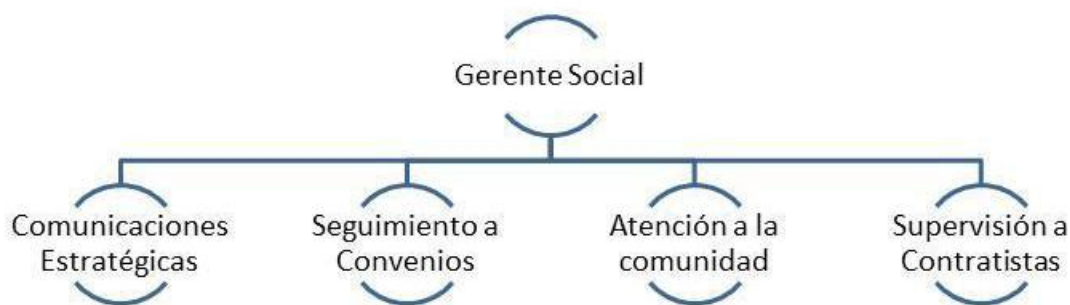 Gerente Social
Comunicaciones
Estratégicas
Seguimiento a
Convenios
Atención a la
comunidad
Supervisión a
Contratistas